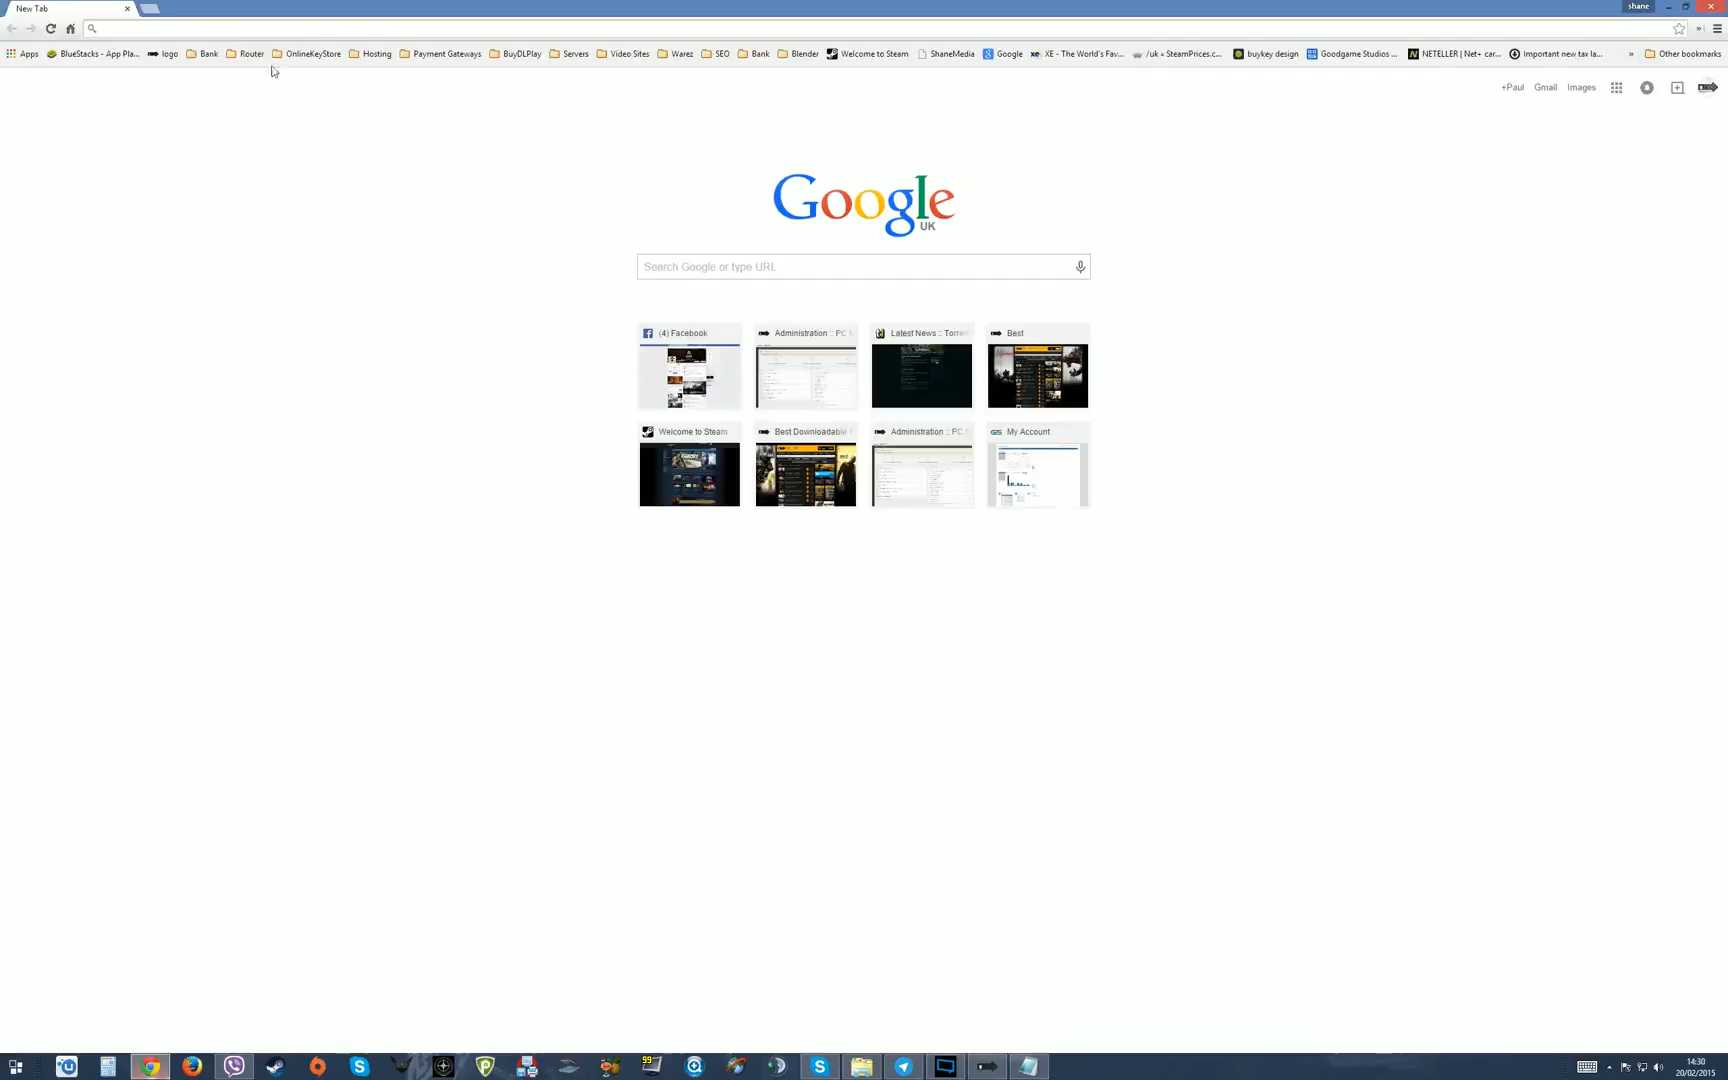 New Tab
shane
Apps BlueStacks - App Pla... logo Bank Router OnlineKeyStore Hosting Payment Gateways BuyDLPlay Servers Video Sites Warez SEO Bank Blender Welcome to Steam ShaneMedia Google XE - The World's Fav... /uk « SteamPrices.c... buykey design Goodgame Studios ... NETELLER | Net+ car... Important new tax la... » Other bookmarks
+Paul Gmail Images
Google
UK
Search Google or type URL
(4) Facebook Administration :: PC Latest News :: Torre Best
Welcome to Steam Best Downloadable Administration :: PC My Account
99
14:30
20/02/2015